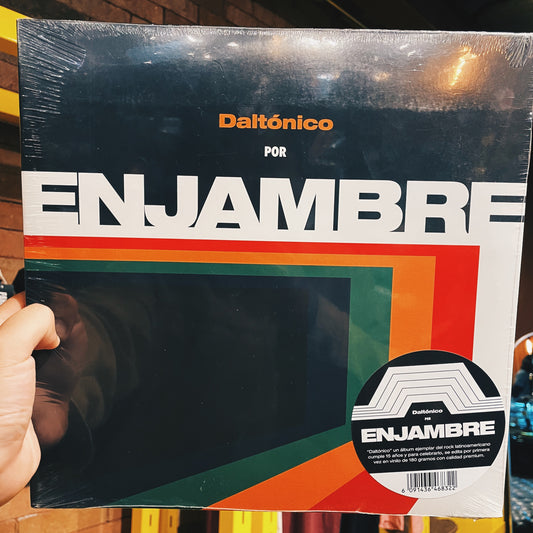 Daltónico
POR
ENJAMBRE
Daltónico
POR
ENJAMBRE
"Daltónico" un álbum ejemplar del rock latinoamericano
cumple 15 años y para celebrarlo, se edita por primera
vez en vinilo de 180 gramos con calidad premium.
6 091436 468322